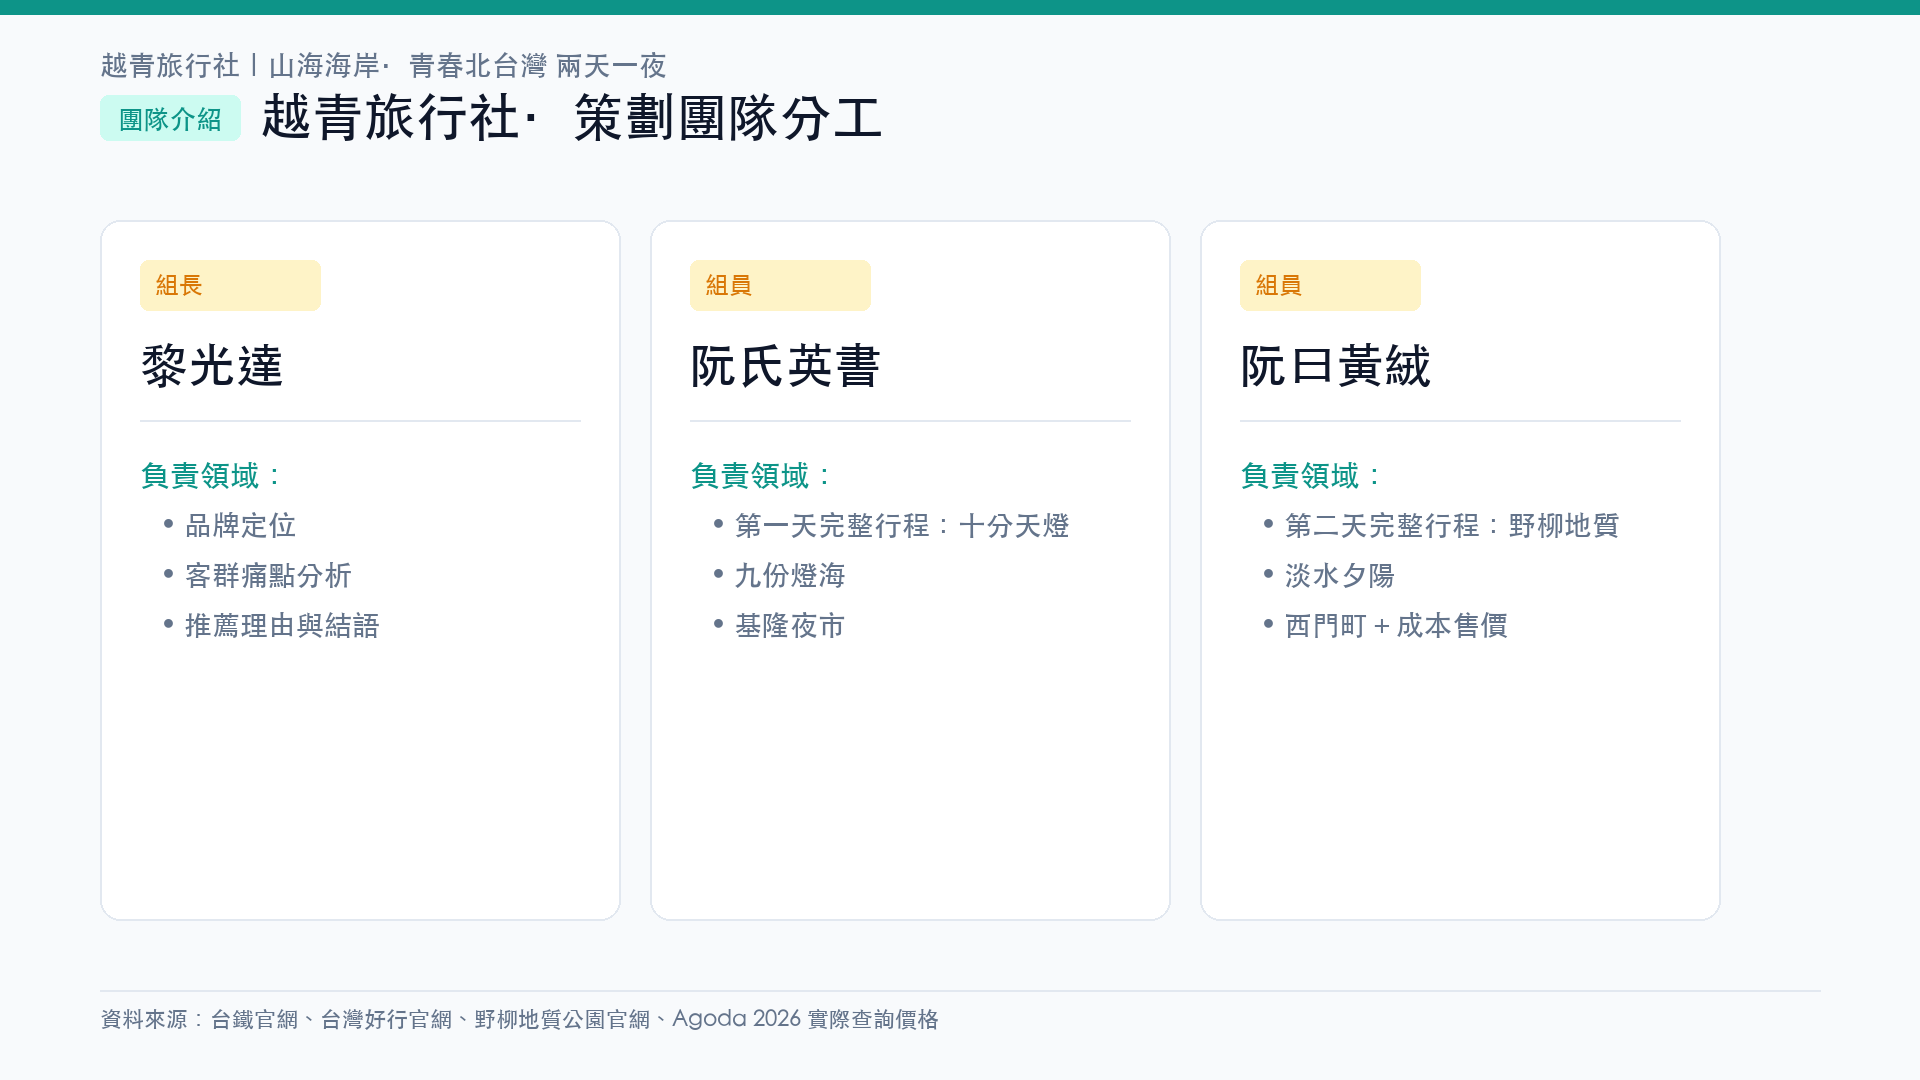 越青旅行社 | 山海海岸· 青春北台灣 兩天一夜
團隊介紹 越青旅行社· 策劃團隊分工
組長
黎光達
負責領域：
• 品牌定位
• 客群痛點分析
• 推薦理由與結語
組員
阮氏英書
負責領域：
• 第一天完整行程：十分天燈
• 九份燈海
• 基隆夜市
組員
阮曰黃絨
負責領域：
• 第二天完整行程：野柳地質
• 淡水夕陽
• 西門町＋成本售價
資料來源：台鐵官網、台灣好行官網、野柳地質公園官網、Agoda 2026 實際查詢價格